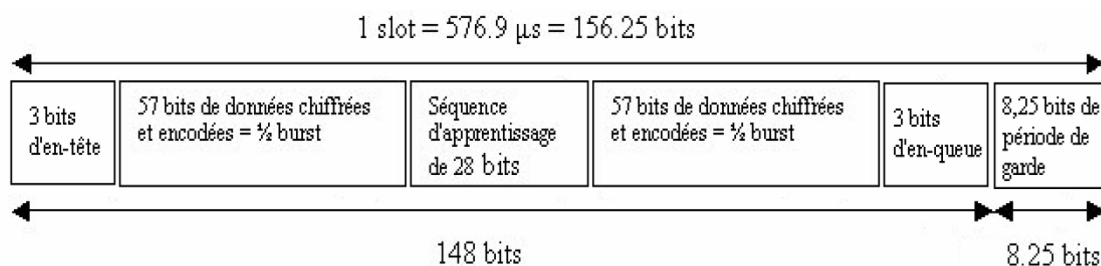 1 slot = 576.9 µs = 156.25 bits
3 bits
d'en-tête
57 bits de données chiffrées
et encodées = ½ burst
Séquence
d'apprentissage
de 28 bits
57 bits de données chiffrées
et encodées = ½ burst
3 bits
d'en-queue
8,25 bits de
période de
garde
148 bits
8.25 bits